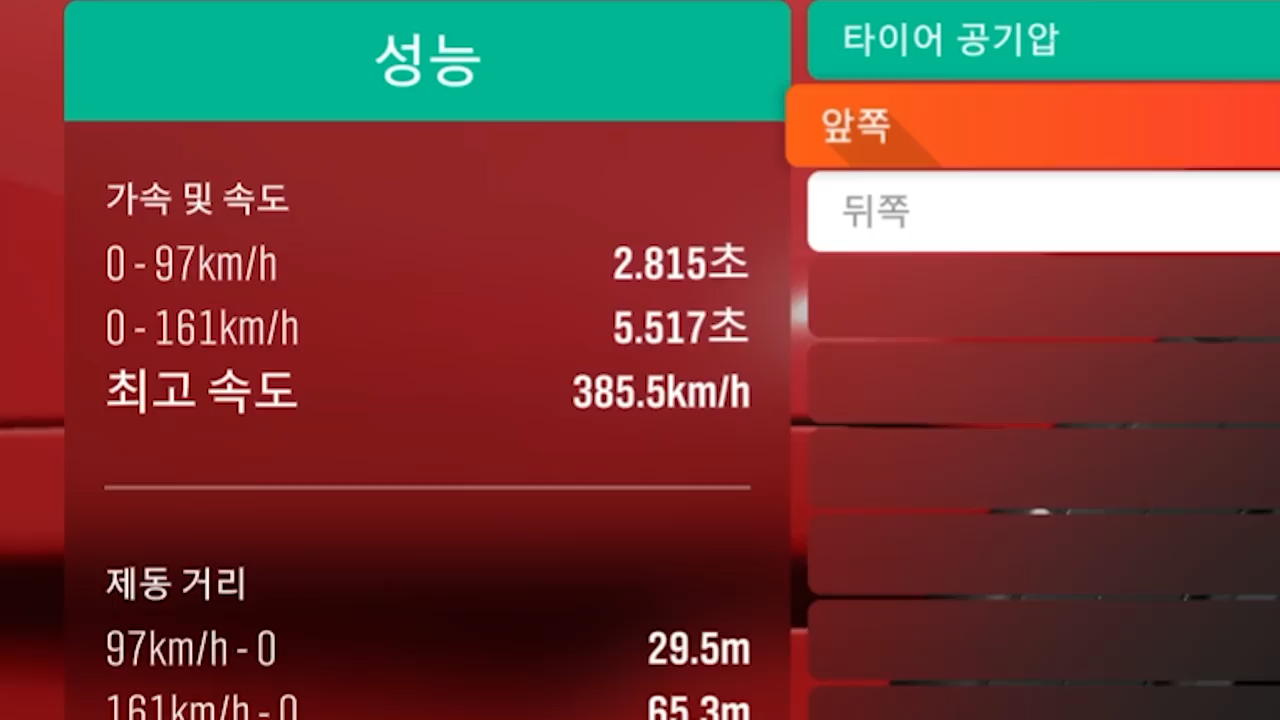 성능
가속 및 속도
0 - 97km/h 2.815초
0 - 161km/h 5.517초
최고 속도 385.5km/h
제동 거리
97km/h - 0 29.5m
161km/h - 0 65.3m
타이어 공기압
앞쪽
뒤쪽